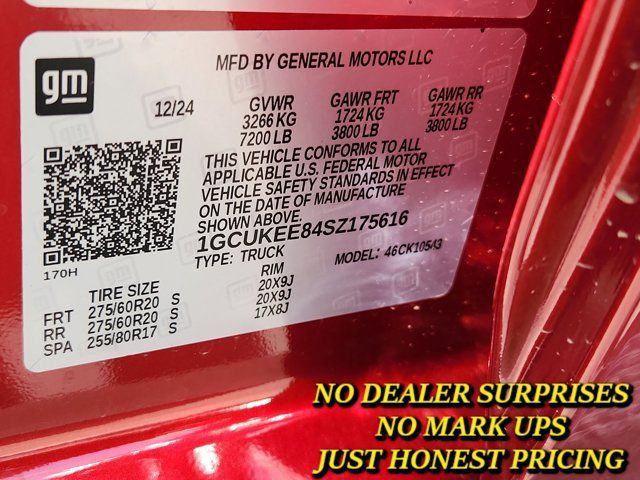 gm
MFD BY GENERAL MOTORS LLC
12/24 GVWR GAWR FRT GAWR RR
3266 KG 1724 KG 1724 KG
7200 LB 3800 LB 3800 LB
THIS VEHICLE CONFORMS TO ALL
APPLICABLE U.S. FEDERAL MOTOR
VEHICLE SAFETY STANDARDS IN EFFECT
ON THE DATE OF MANUFACTURE
SHOWN ABOVE.
1GCUKEE84SZ175616
170H
TYPE: TRUCK MODEL: 46CK10543
TIRE SIZE RIM
FRT 275/60R20 S 20X9J
RR 275/60R20 S 20X9J
SPA 255/80R17 S 17X8J
NO DEALER SURPRISES
NO MARK UPS
JUST HONEST PRICING